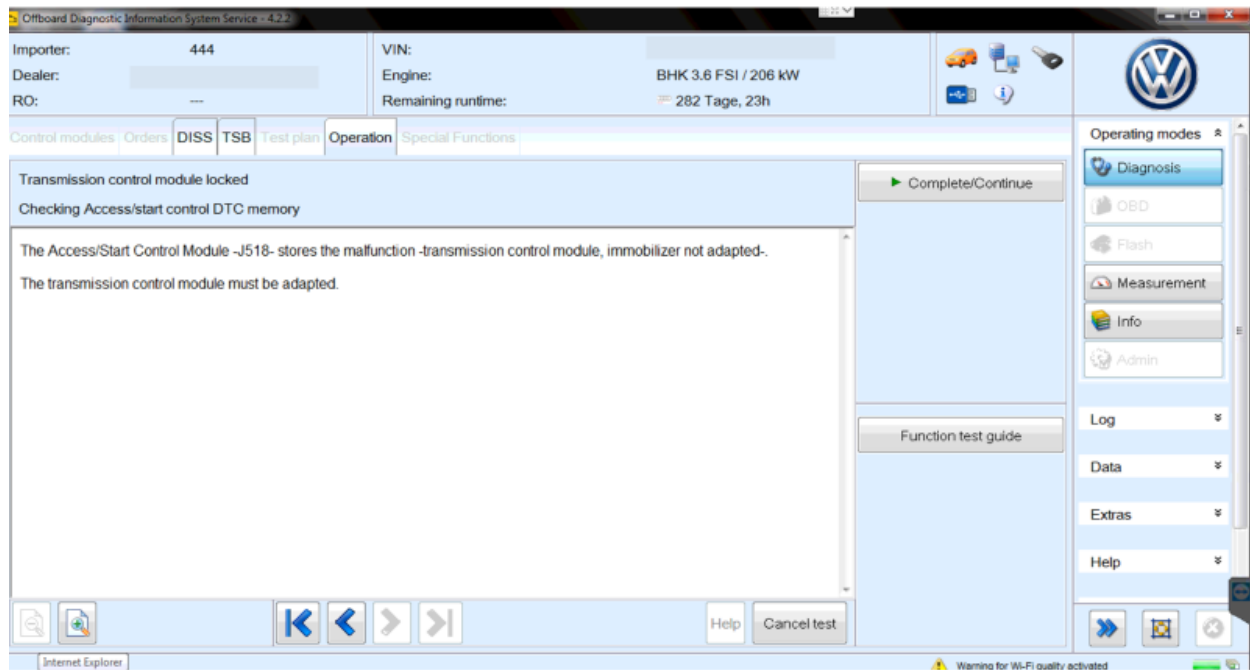 Offboard Diagnostic Information System Service - 4.2.2
Importer: 444
Dealer:
RO: ---
VIN:
Engine: BHK 3.6 FSI / 206 kW
Remaining runtime: 282 Tage, 23h
Control modules Orders DISS TSB Test plan Operation Special Functions
Transmission control module locked
Checking Access/start control DTC memory
The Access/Start Control Module -J518- stores the malfunction -transmission control module, immobilizer not adapted-.
The transmission control module must be adapted.
Help
Cancel test
Complete/Continue
Function test guide
Operating modes
Diagnosis
OBD
Flash
Measurement
Info
Admin
Log
Data
Extras
Help
Internet Explorer
Warning for Wi-Fi quality activated